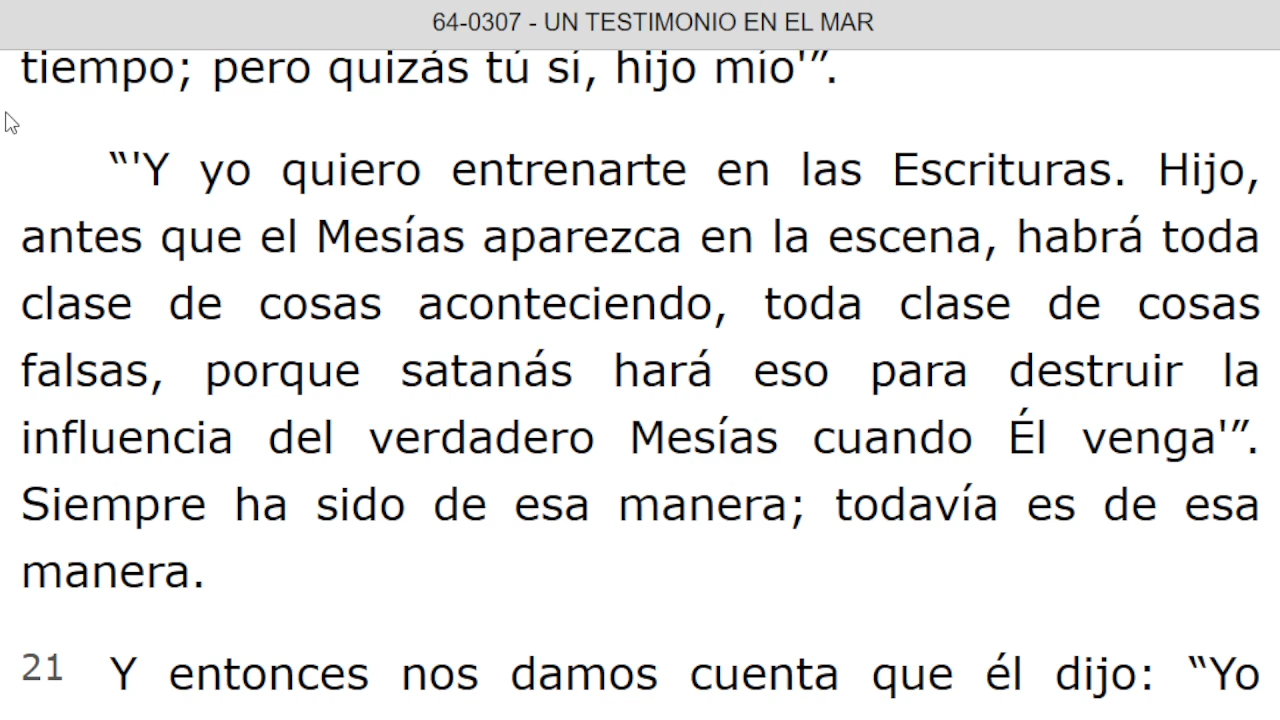 64-0307 - UN TESTIMONIO EN EL MAR
tiempo; pero quizás tú sí, hijo mío'”.
“'Y yo quiero entrenarte en las Escrituras. Hijo,
antes que el Mesías aparezca en la escena, habrá toda
clase de cosas aconteciendo, toda clase de cosas
falsas, porque satanás hará eso para destruir la
influencia del verdadero Mesías cuando Él venga'”.
Siempre ha sido de esa manera; todavía es de esa
manera.
21 Y entonces nos damos cuenta que él dijo: “Yo